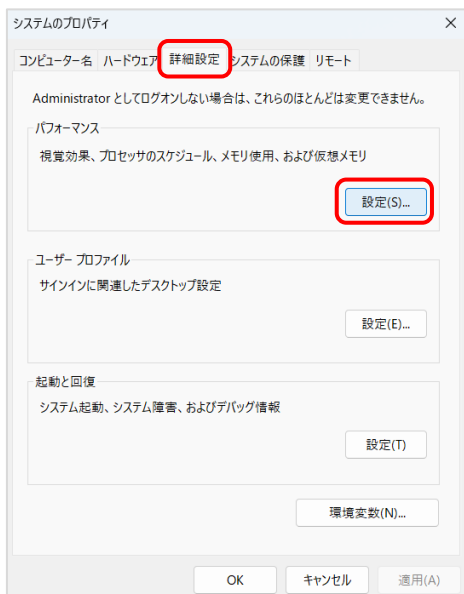 システムのプロパティ
コンピューター名 ハードウェア 詳細設定 システムの保護 リモート
Administrator としてログオンしない場合は、これらのほとんどは変更できません。
パフォーマンス
視覚効果、プロセッサのスケジュール、メモリ使用、および仮想メモリ
設定(S)...
ユーザー プロファイル
サインインに関連したデスクトップ設定
設定(E)...
起動と回復
システム起動、システム障害、およびデバッグ情報
設定(T)
環境変数(N)...
OK キャンセル 適用(A)